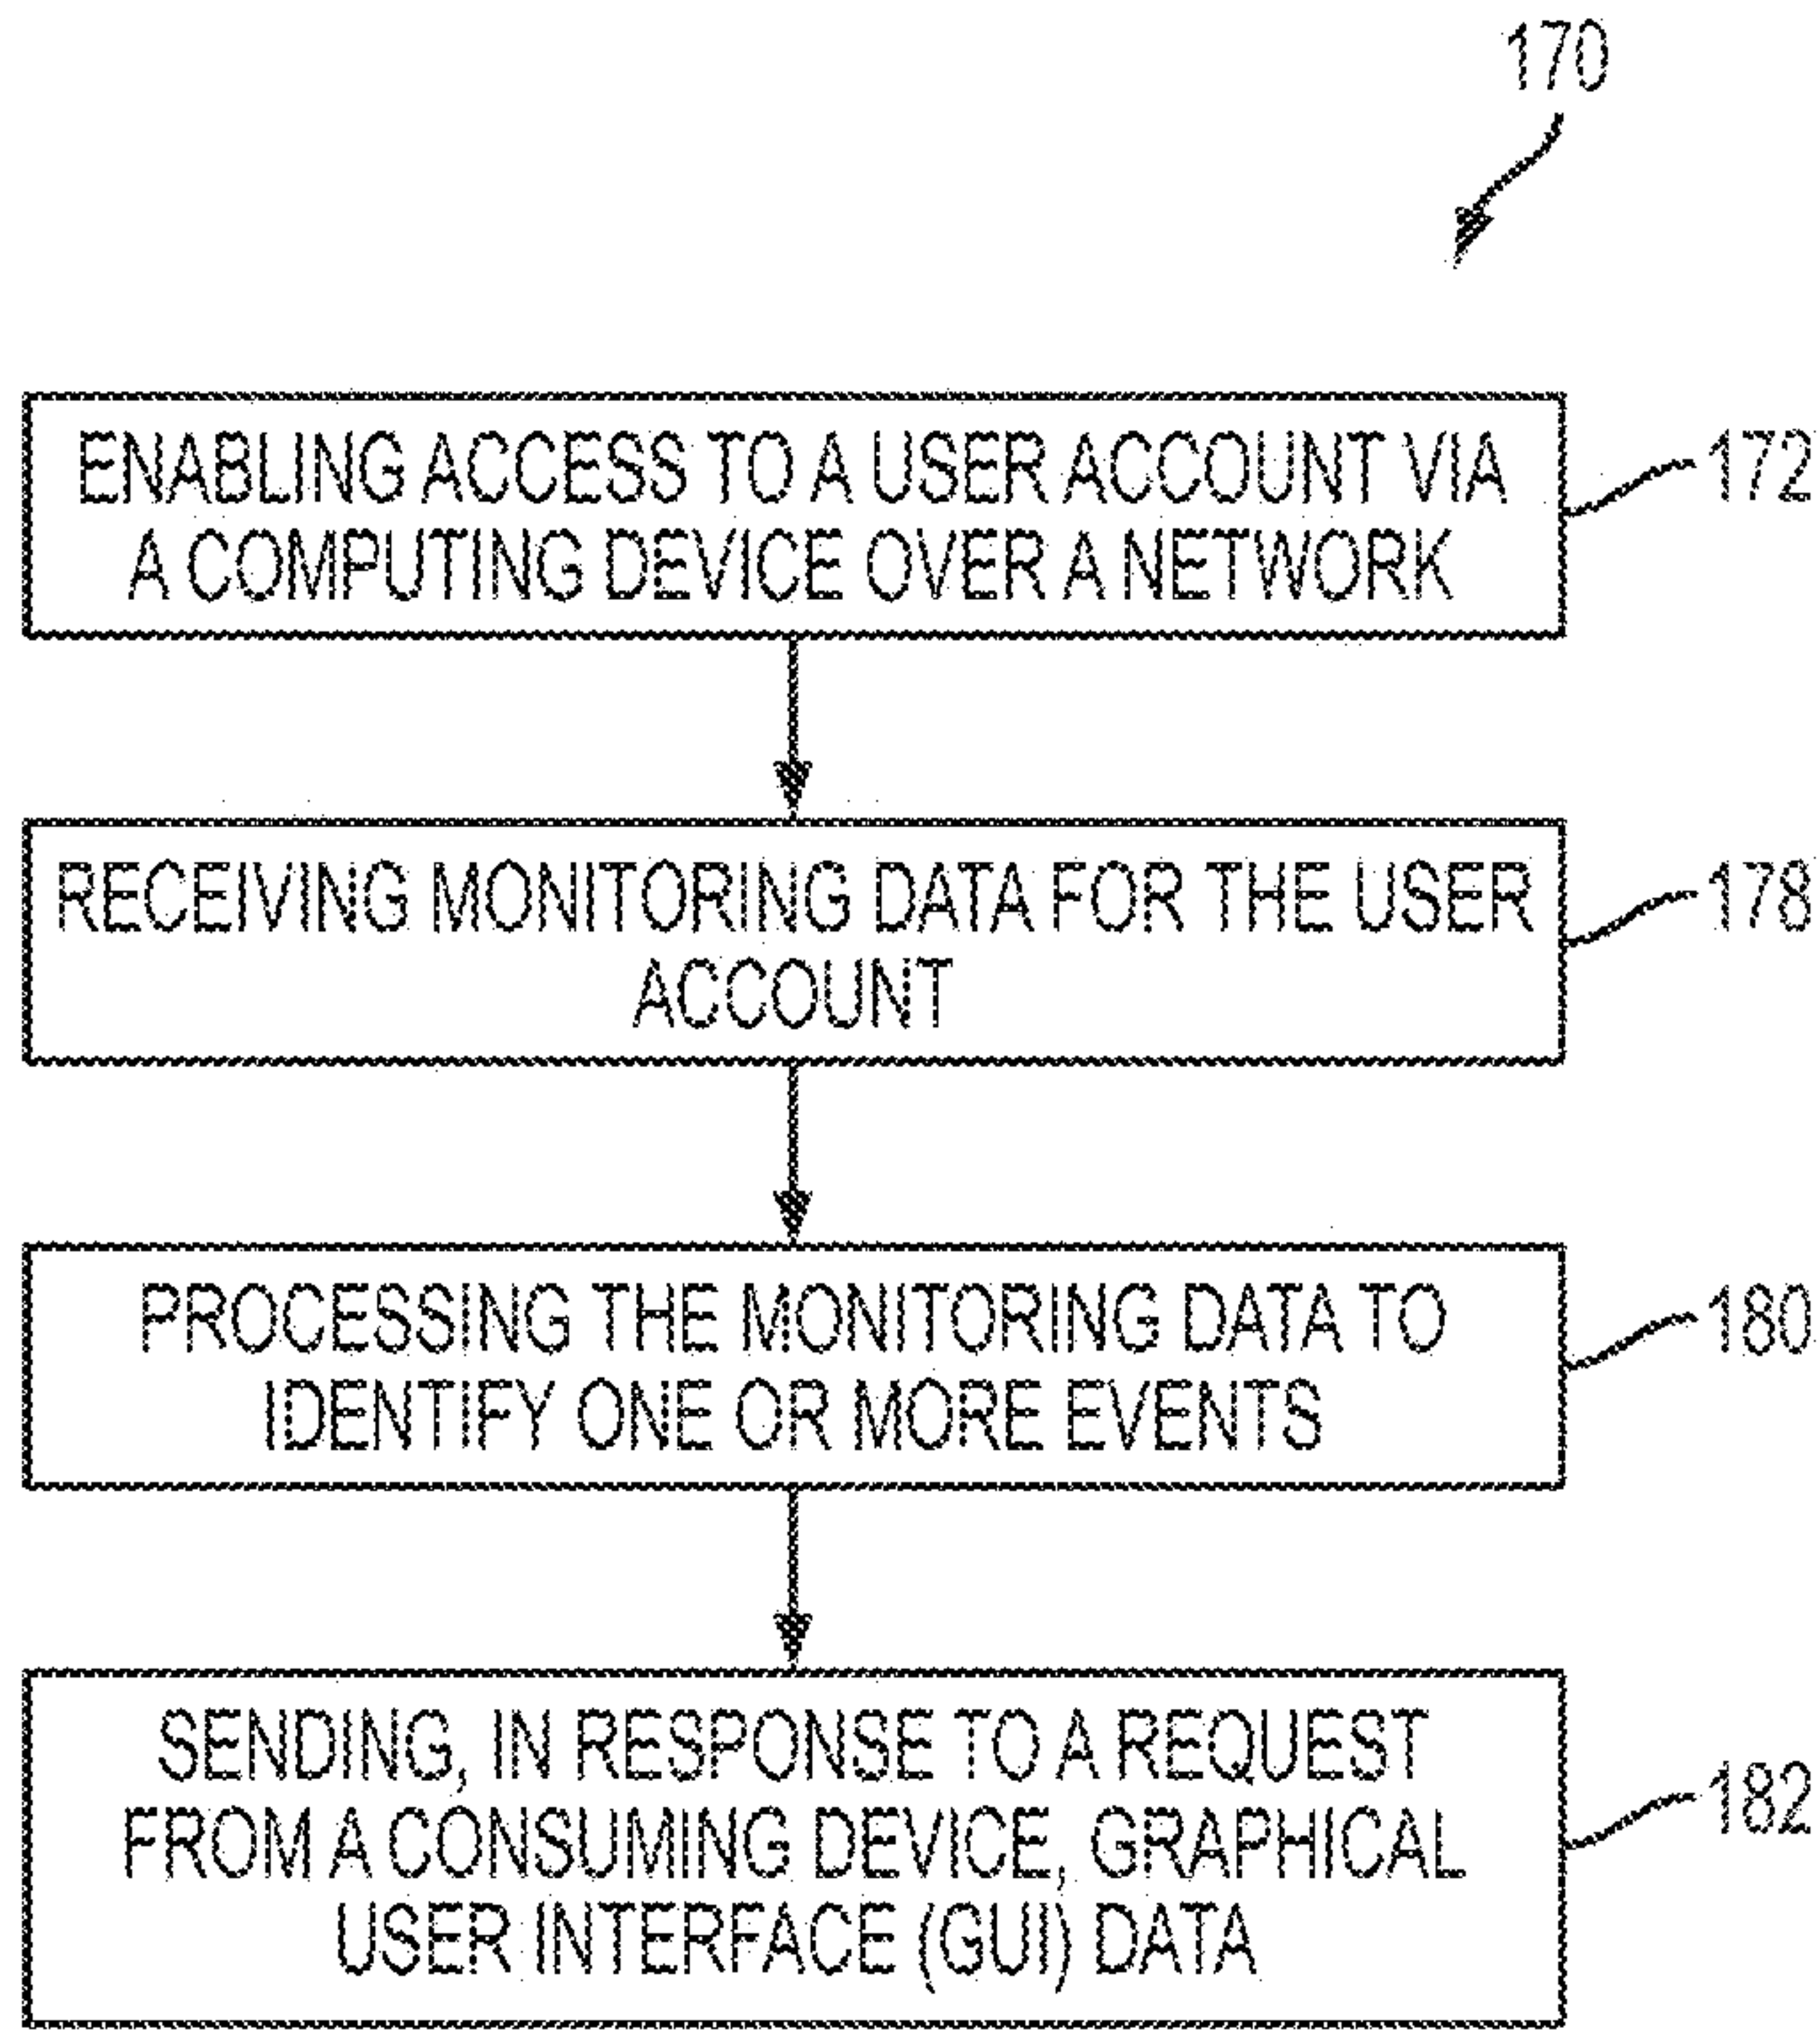 170
ENABLING ACCESS TO A USER ACCOUNT VIA
A COMPUTING DEVICE OVER A NETWORK
172
RECEIVING MONITORING DATA FOR THE USER
ACCOUNT
178
PROCESSING THE MONITORING DATA TO
IDENTIFY ONE OR MORE EVENTS
180
SENDING, IN RESPONSE TO A REQUEST
FROM A CONSUMING DEVICE, GRAPHICAL
USER INTERFACE (GUI) DATA
182